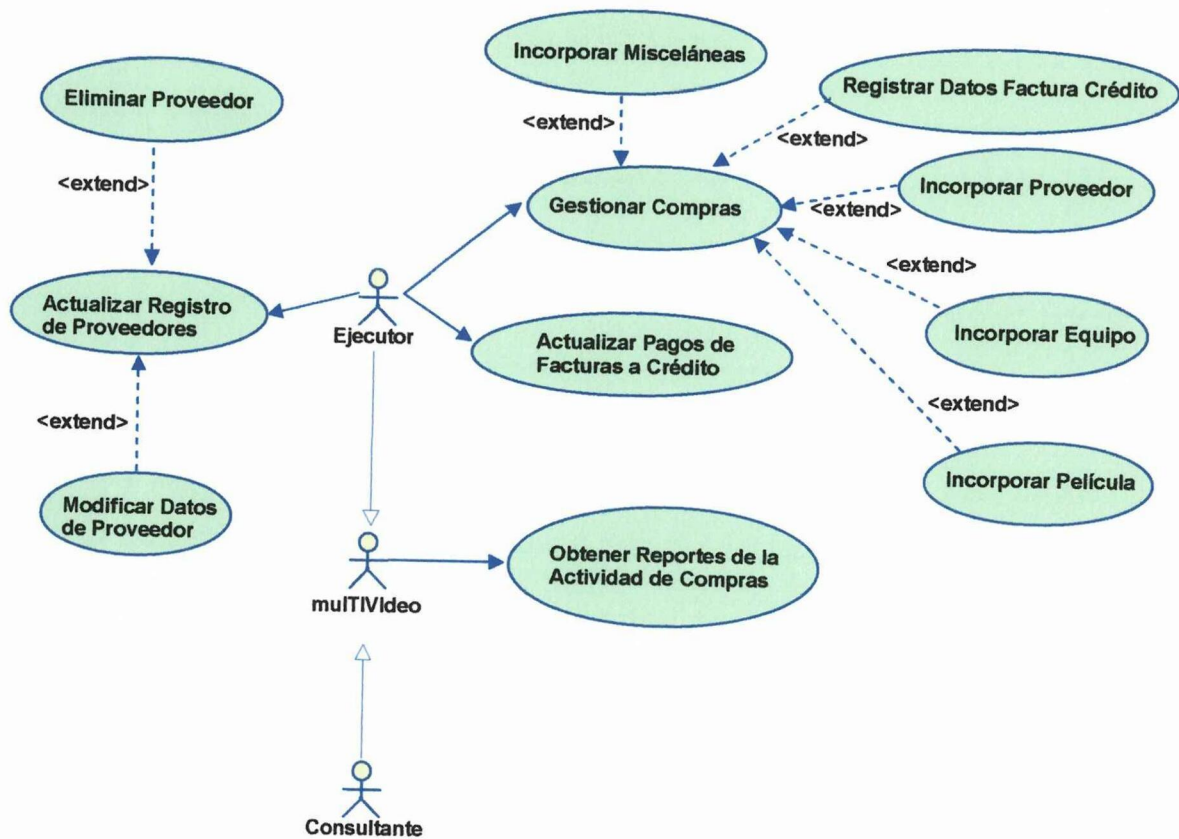 Incorporar Misceláneas
Eliminar Proveedor
Registrar Datos Factura Crédito
<extend>
<extend>
<extend>
Incorporar Proveedor
Gestionar Compras
<extend>
<extend>
Actualizar Registro
de Proveedores
Ejecutor
Actualizar Pagos de
Facturas a Crédito
Incorporar Equipo
<extend>
<extend>
Incorporar Película
Modificar Datos
de Proveedor
Obtener Reportes de la
Actividad de Compras
mulTIVIdeo
Consultante